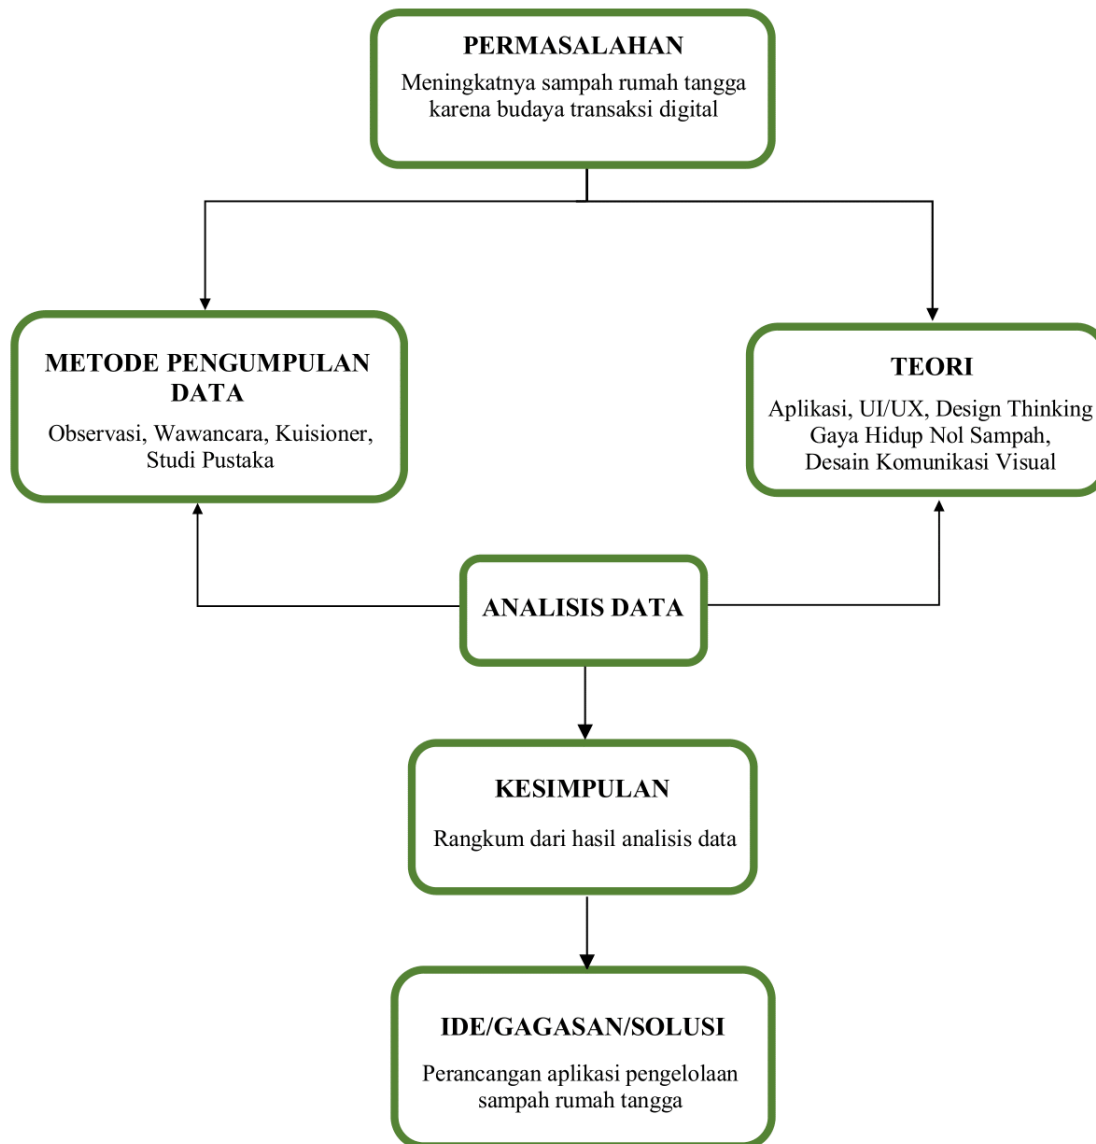 PERMASALAHAN
Meningkatnya sampah rumah tangga
karena budaya transaksi digital
METODE PENGUMPULAN
DATA
Observasi, Wawancara, Kuisioner,
Studi Pustaka
TEORI
Aplikasi, UI/UX, Design Thinking
Gaya Hidup Nol Sampah,
Desain Komunikasi Visual
ANALISIS DATA
KESIMPULAN
Rangkum dari hasil analisis data
IDE/GAGASAN/SOLUSI
Perancangan aplikasi pengelolaan
sampah rumah tangga